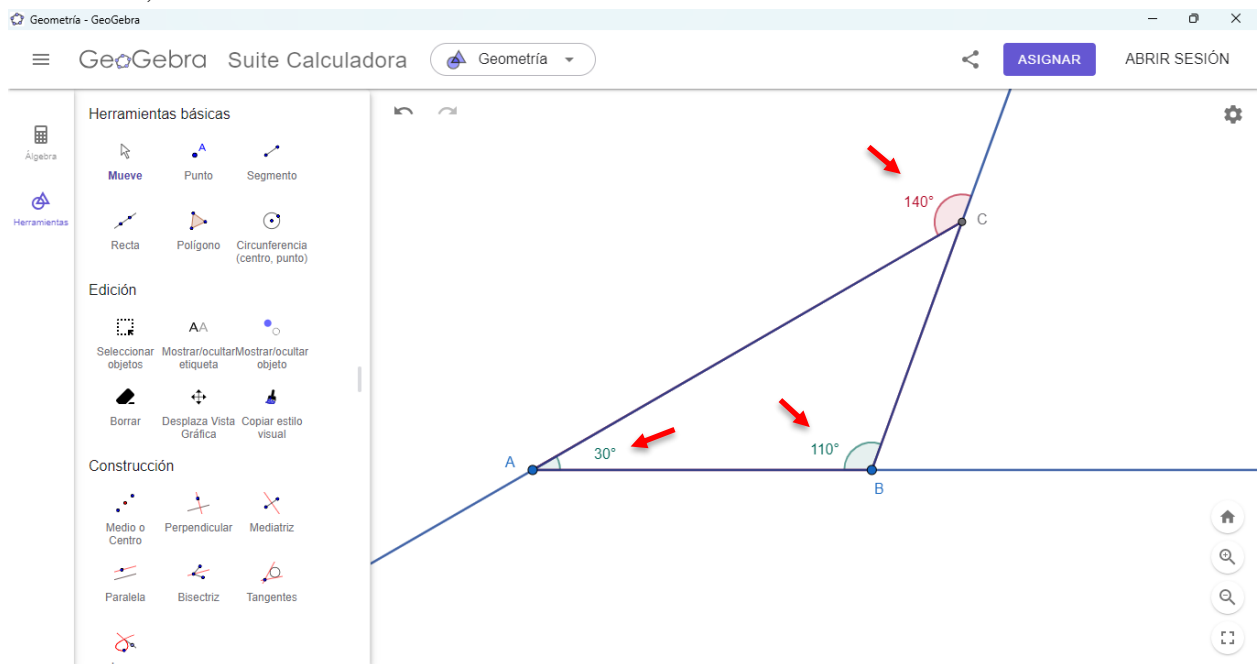 Geometría - GeoGebra
GeoGebra Suite Calculadora Geometría ASIGNAR ABRIR SESIÓN
Álgebra
Herramientas
Herramientas básicas
Mueve Punto Segmento
Recta Polígono Circunferencia
(centro, punto)
Edición
Seleccionar Mostrar/ocultar Mostrar/ocultar
objetos etiqueta objeto
Borrar Desplaza Vista Copiar estilo
Gráfica visual
Construcción
Medio o Perpendicular Mediatriz
Centro
Paralela Bisectriz Tangentes
140°
C
A 30° 110°
B